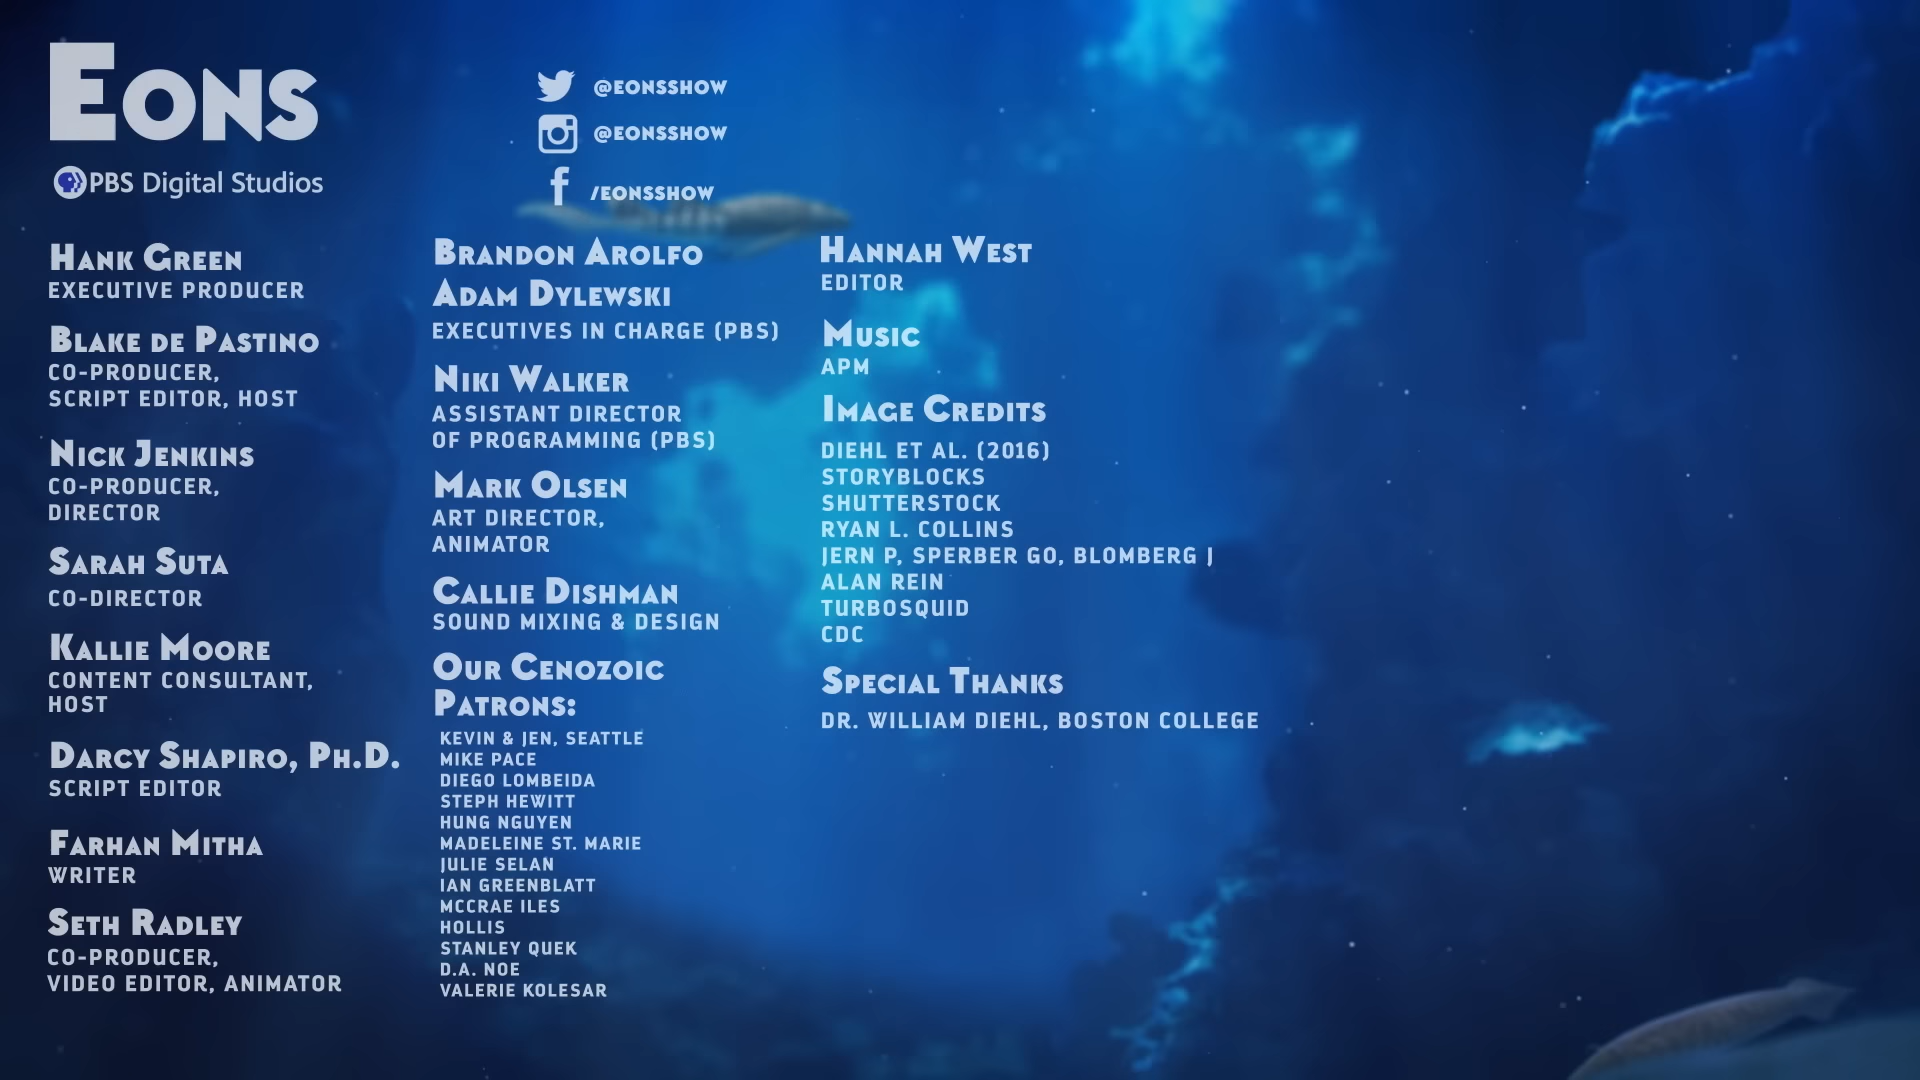 EONS
PBS Digital Studios
@EONSSHOW
@EONSSHOW
/EONSSHOW
HANK GREEN
EXECUTIVE PRODUCER
BLAKE DE PASTINO
CO-PRODUCER,
SCRIPT EDITOR, HOST
NICK JENKINS
CO-PRODUCER,
DIRECTOR
SARAH SUTA
CO-DIRECTOR
KALLIE MOORE
CONTENT CONSULTANT,
HOST
DARCY SHAPIRO, PH.D.
SCRIPT EDITOR
FARHAN MITHA
WRITER
SETH RADLEY
CO-PRODUCER,
VIDEO EDITOR, ANIMATOR
BRANDON AROLFO
ADAM DYLEWSKI
EXECUTIVES IN CHARGE (PBS)
NIKI WALKER
ASSISTANT DIRECTOR
OF PROGRAMMING (PBS)
MARK OLSEN
ART DIRECTOR,
ANIMATOR
CALLIE DISHMAN
SOUND MIXING & DESIGN
OUR CENOZOIC
PATRONS:
KEVIN & JEN, SEATTLE
MIKE PACE
DIEGO LOMBEIDA
STEPH HEWITT
HUNG NGUYEN
MADELEINE ST. MARIE
JULIE SELAN
IAN GREENBLATT
MCCRAE ILES
HOLLIS
STANLEY QUEK
D.A. NOE
VALERIE KOLESAR
HANNAH WEST
EDITOR
MUSIC
APM
IMAGE CREDITS
DIEHL ET AL. (2016)
STORYBLOCKS
SHUTTERSTOCK
RYAN L. COLLINS
JERN P, SPERBER GO, BLOMBERG J
ALAN REIN
TURBOSQUID
CDC
SPECIAL THANKS
DR. WILLIAM DIEHL, BOSTON COLLEGE